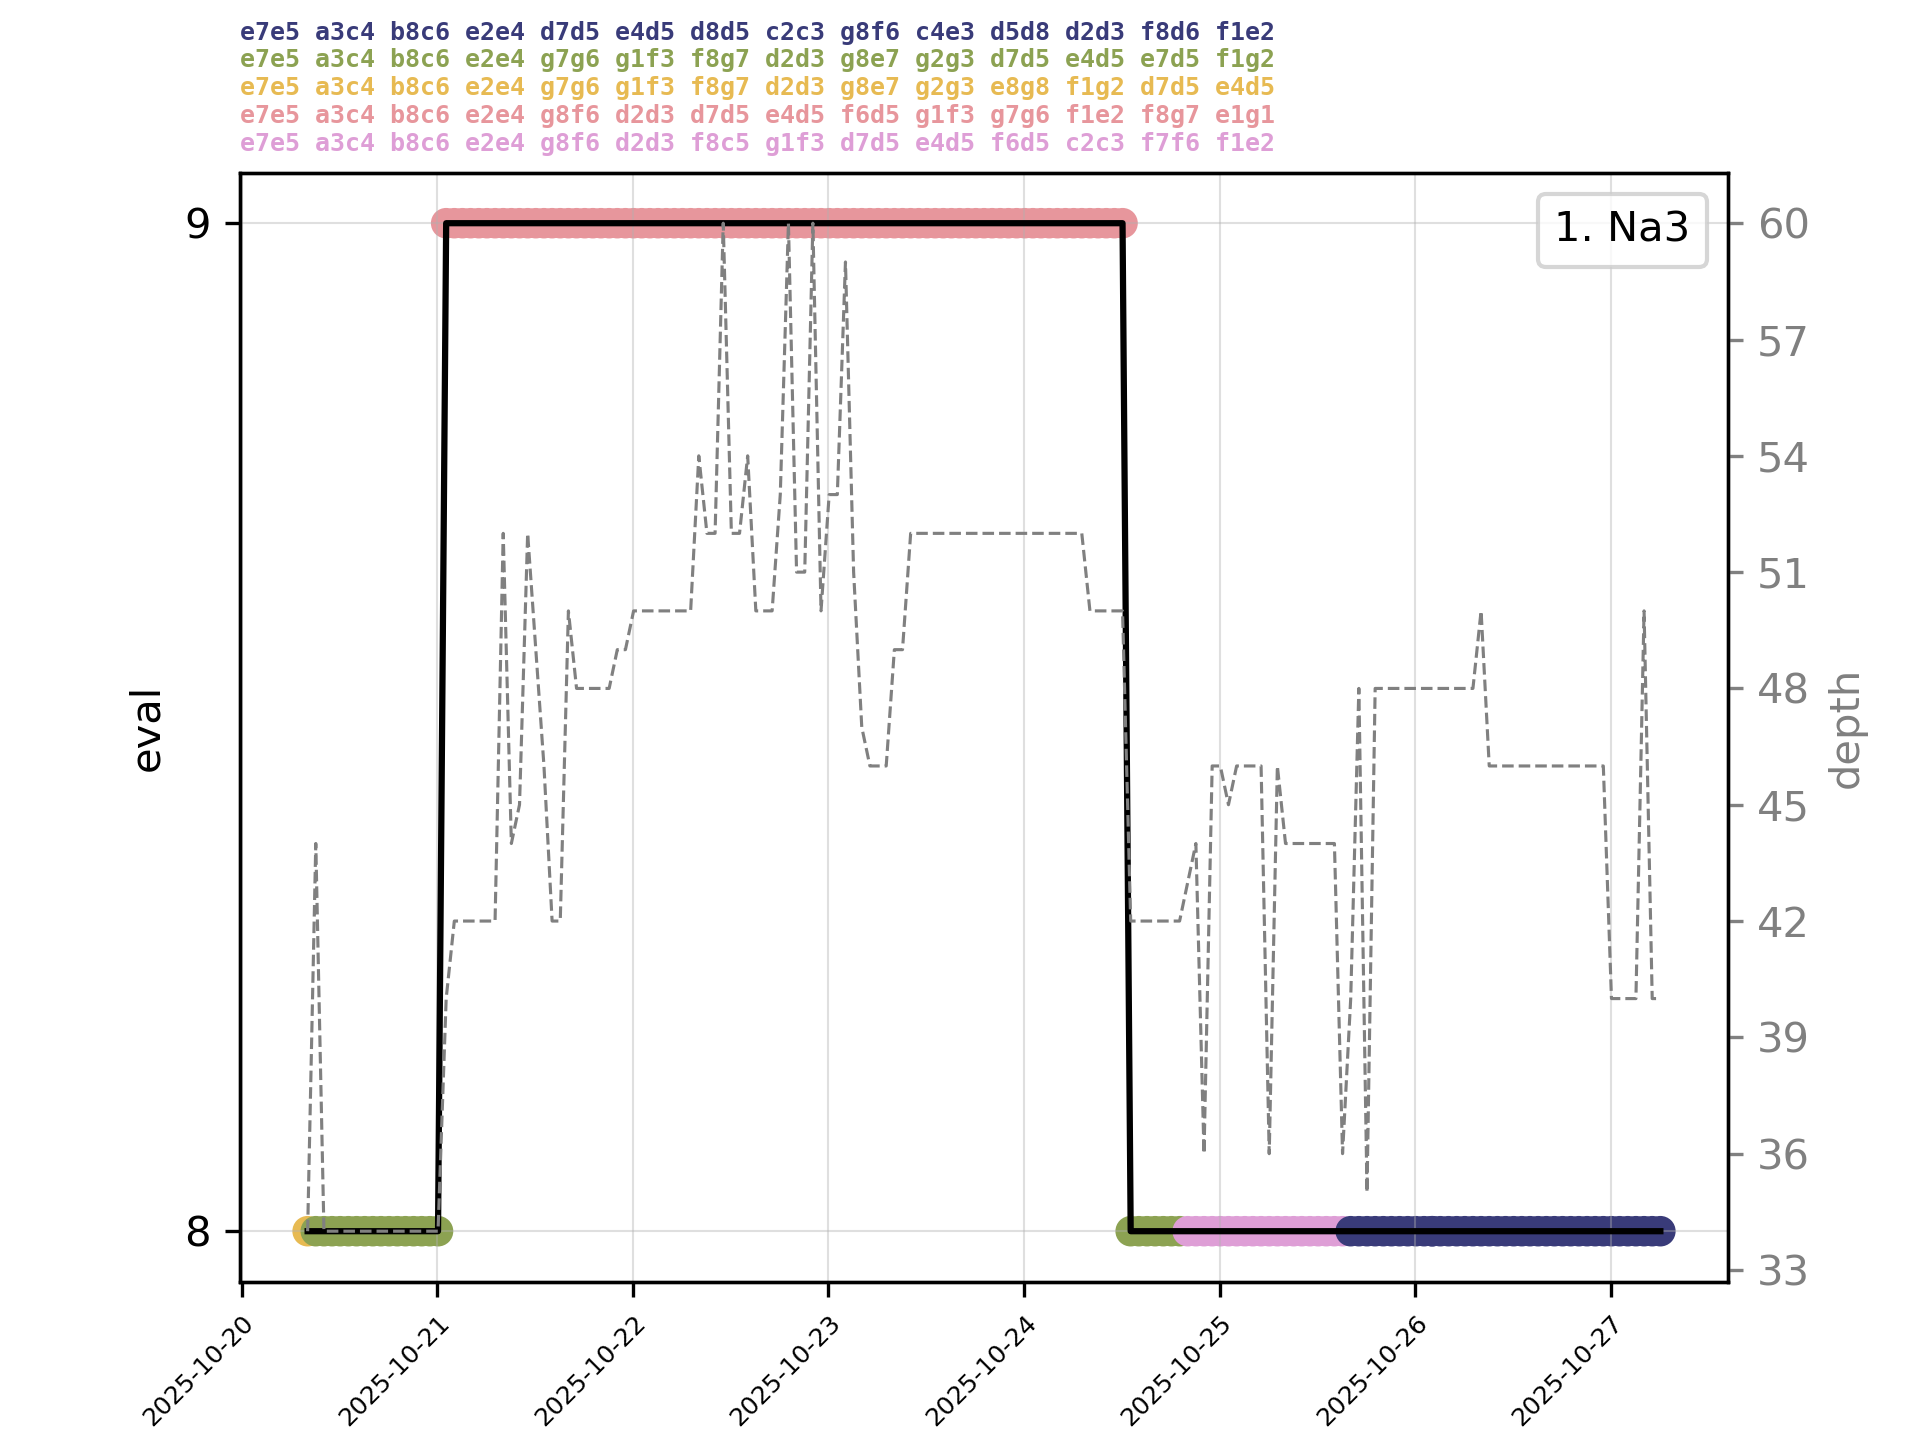 e7e5 a3c4 b8c6 e2e4 d7d5 e4d5 d8d5 c2c3 g8f6 c4e3 d5d8 d2d3 f8d6 f1e2
e7e5 a3c4 b8c6 e2e4 g7g6 g1f3 f8g7 d2d3 g8e7 g2g3 d7d5 e4d5 e7d5 f1g2
e7e5 a3c4 b8c6 e2e4 g7g6 g1f3 f8g7 d2d3 g8e7 g2g3 e8g8 f1g2 d7d5 e4d5
e7e5 a3c4 b8c6 e2e4 g8f6 d2d3 d7d5 e4d5 f6d5 g1f3 g7g6 f1e2 f8g7 e1g1
e7e5 a3c4 b8c6 e2e4 g8f6 d2d3 f8c5 g1f3 d7d5 e4d5 f6d5 c2c3 f7f6 f1e2
1. Na3
9
8
eval
60
57
54
51
48
45
42
39
36
33
depth
2025-10-20
2025-10-21
2025-10-22
2025-10-23
2025-10-24
2025-10-25
2025-10-26
2025-10-27